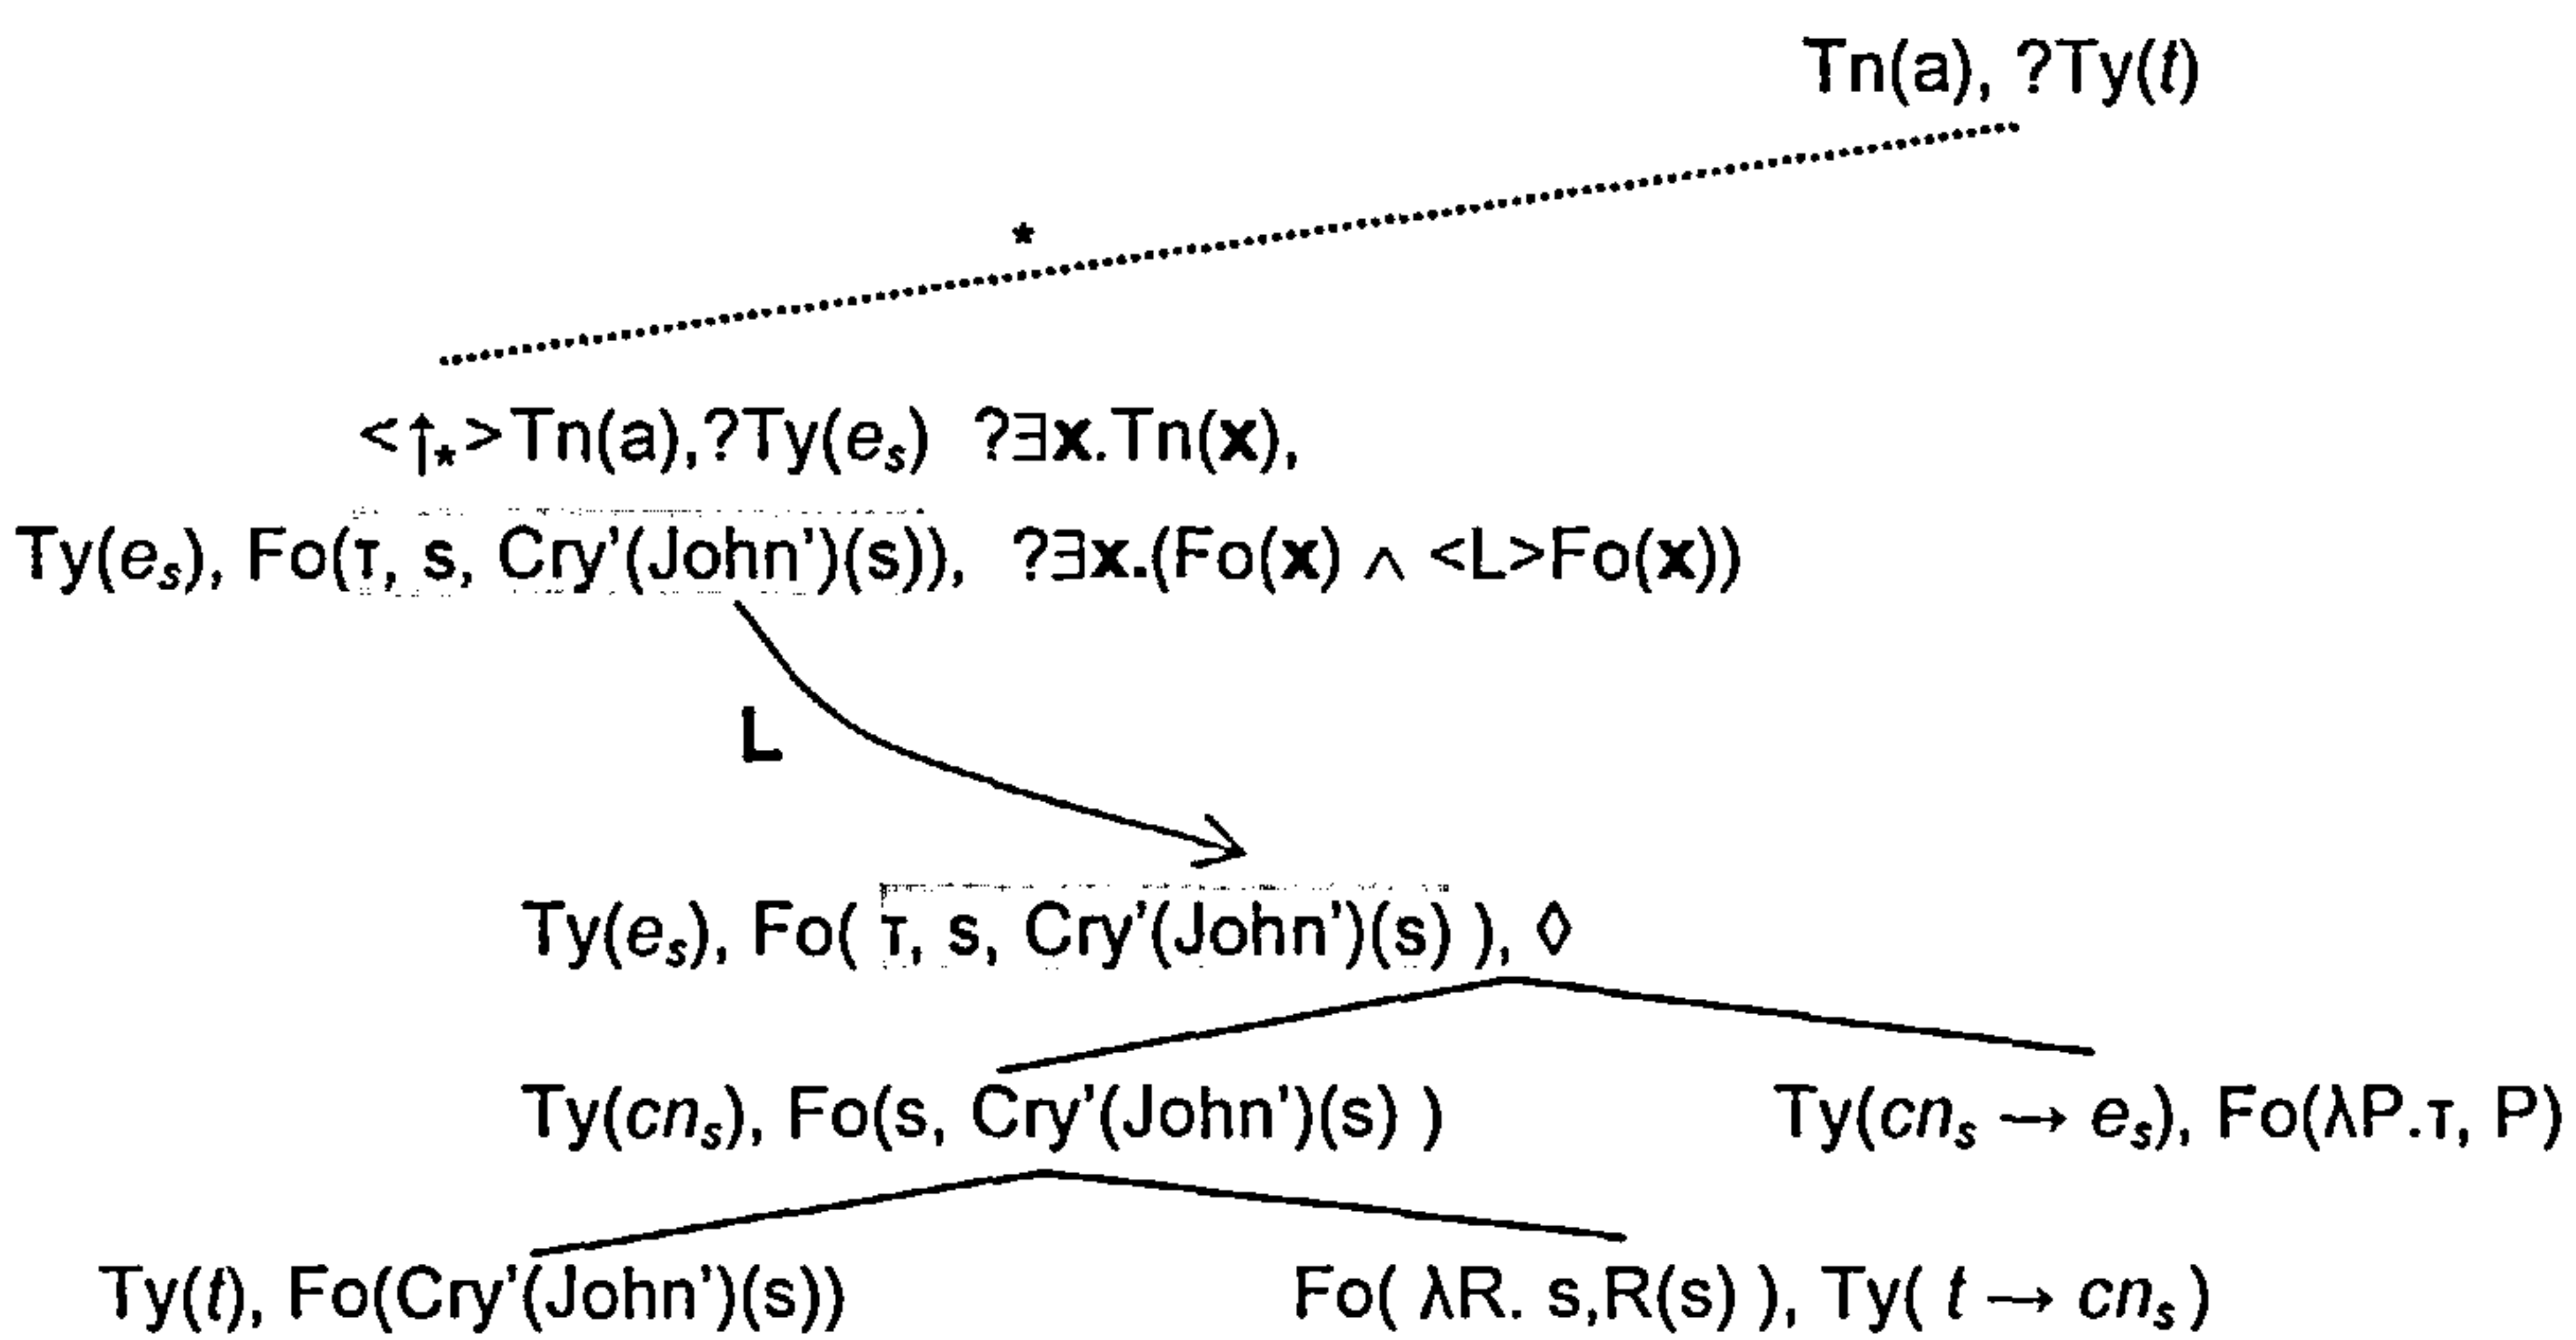 Tn(a), ?Ty(t)
*
<↑*>Tn(a),?Ty(eₛ) ?∃x.Tn(x),
Ty(eₛ), Fo(τ, s, Cry'(John')(s)), ?∃x.(Fo(x) ∧ <L>Fo(x))
L
Ty(eₛ), Fo( τ, s, Cry'(John')(s) ), ◊
Ty(cnₛ), Fo(s, Cry'(John')(s) ) Ty(cnₛ → eₛ), Fo(λP.τ, P)
Ty(t), Fo(Cry'(John')(s)) Fo( λR. s,R(s) ), Ty( t → cnₛ )